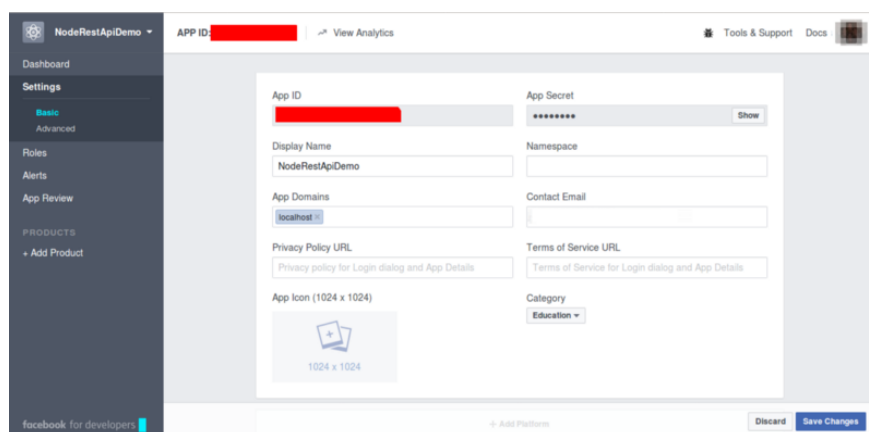 NodeRestApiDemo
APP ID:
View Analytics
Tools & Support
Docs
Dashboard
Settings
Basic
Advanced
Roles
Alerts
App Review
PRODUCTS
+ Add Product
facebook for developers
App ID
App Secret
Show
Display Name
Namespace
NodeRestApiDemo
App Domains
Contact Email
localhost
Privacy Policy URL
Terms of Service URL
Privacy policy for Login dialog and App Details
Terms of Service for Login dialog and App Details
App Icon (1024 x 1024)
Category
Education
1024 x 1024
+ Add Platform
Discard
Save Changes